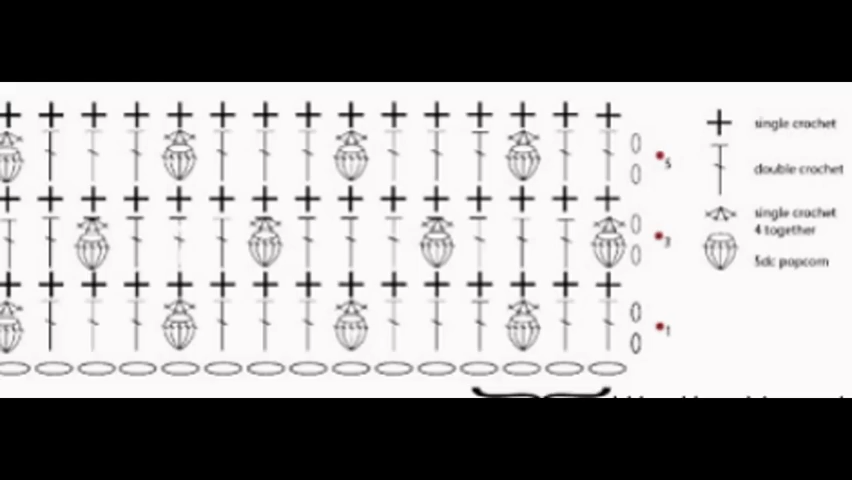 single crochet
5
double crochet
single crochet
4 together
3
5dc popcorn
1